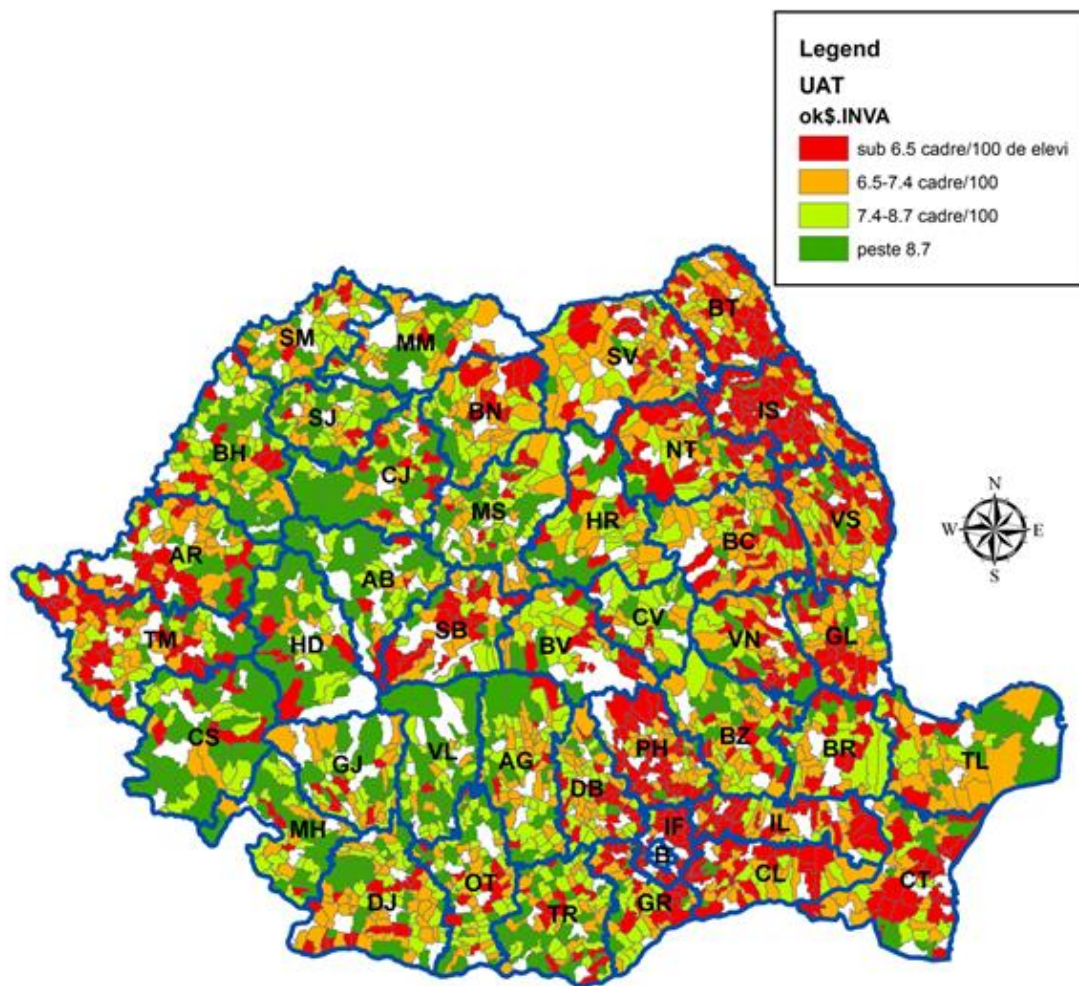 Legend
UAT
ok$.INVA
sub 6.5 cadre/100 de elevi
6.5-7.4 cadre/100
7.4-8.7 cadre/100
peste 8.7
BT
SM
MM
SV
IS
BN
SJ
NT
BH
CJ
MS
HR
VS
BC
AR
AB
N
W
E
S
CV
SB
TM
HD
BV
VN
GL
CS
GJ
VL
AG
PH
BZ
BR
TL
DB
MH
IF
IL
B
CL
CT
DJ
OT
TR
GR